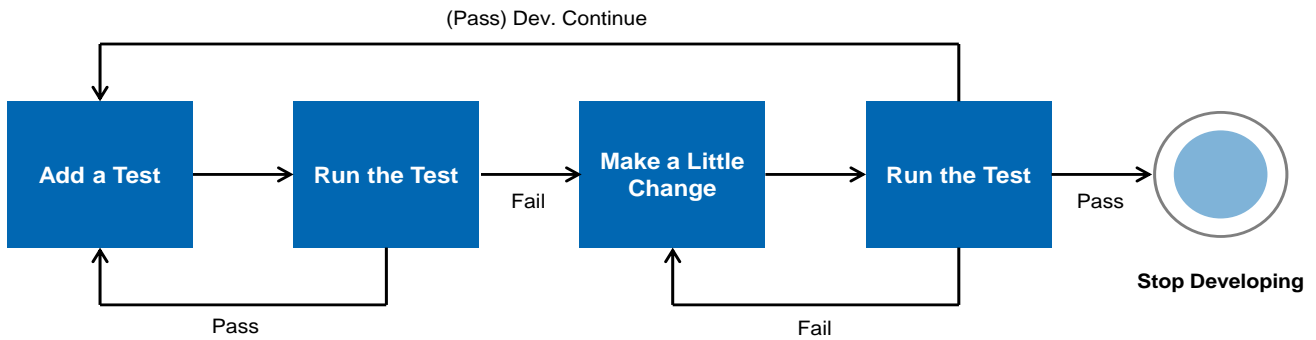 (Pass) Dev. Continue
Add a Test
Run the Test
Fail
Make a Little
Change
Run the Test
Pass
Stop Developing
Pass
Fail